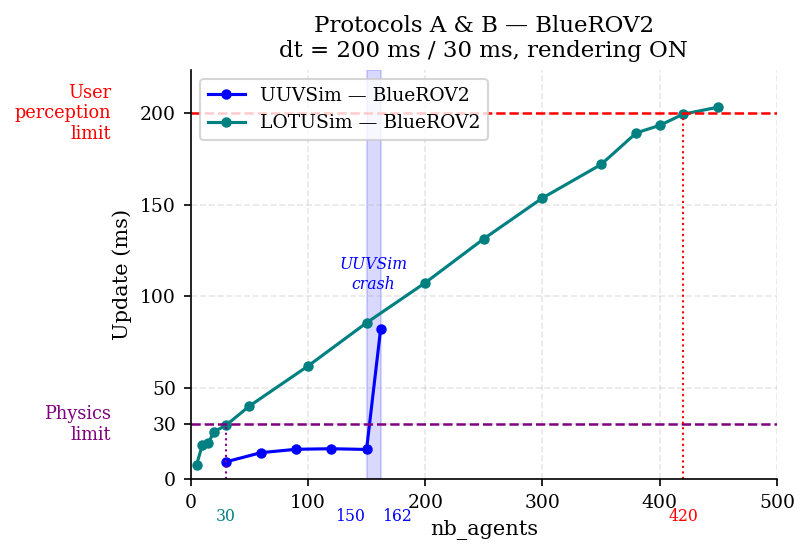 Protocols A & B — BlueROV2
dt = 200 ms / 30 ms, rendering ON
User
perception
limit
UUVSim — BlueROV2
LOTUSim — BlueROV2
200
150
100
50
30
0
Update (ms)
UUVSim
crash
Physics
limit
0 100 200 300 400 500
30 150 162 420
nb_agents